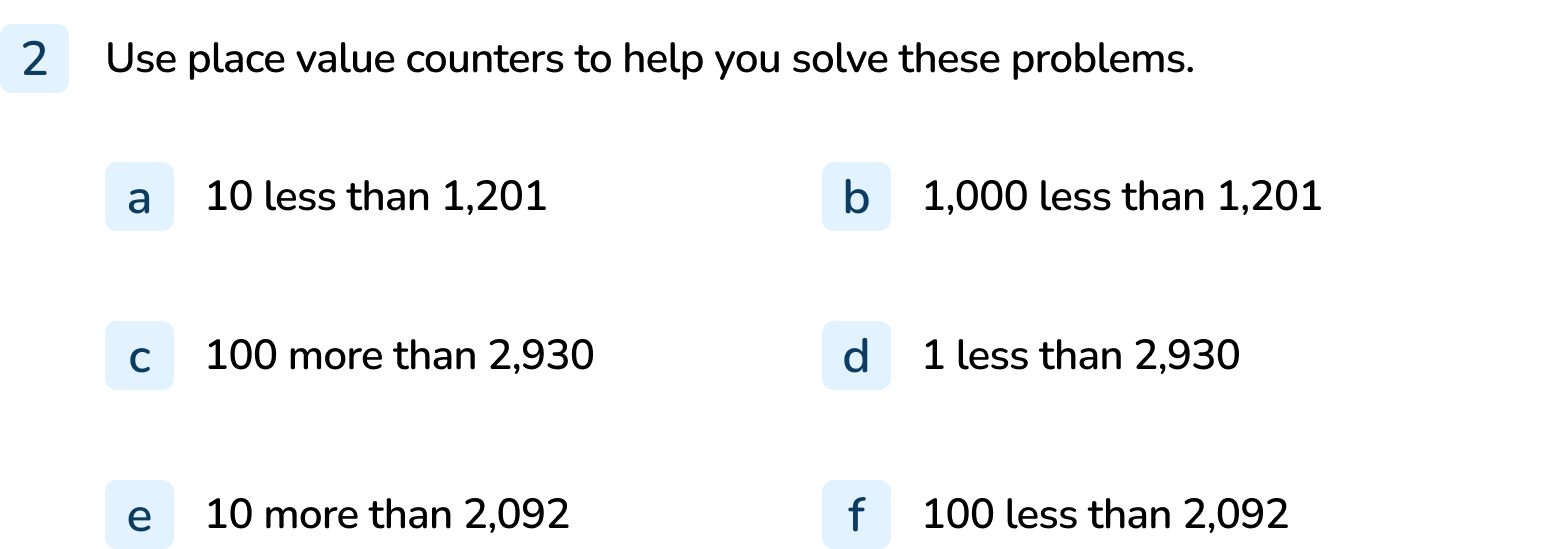 2 Use place value counters to help you solve these problems.
a 10 less than 1,201
b 1,000 less than 1,201
c 100 more than 2,930
d 1 less than 2,930
e 10 more than 2,092
f 100 less than 2,092